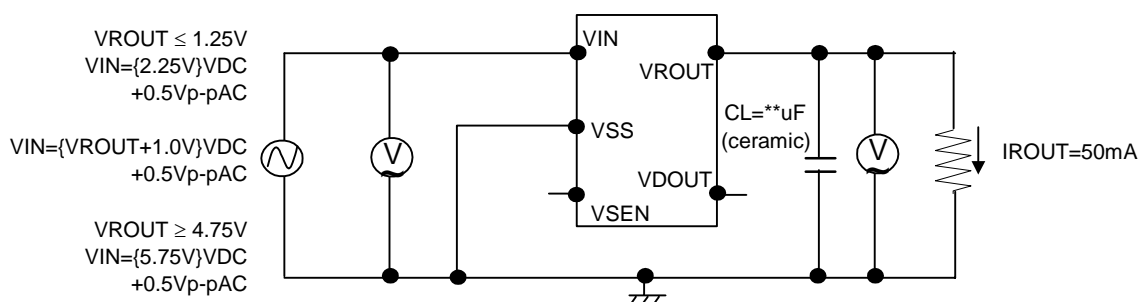 VROUT ≤ 1.25V
VIN={2.25V}VDC
+0.5Vp-pAC
VIN={VROUT+1.0V}VDC
+0.5Vp-pAC
VROUT ≥ 4.75V
VIN={5.75V}VDC
+0.5Vp-pAC
V
VIN
VROUT
VSS
VDOUT
VSEN
CL=**uF
(ceramic)
V
IROUT=50mA